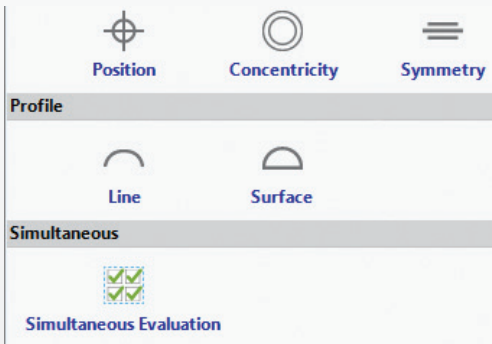 Position Concentricity Symmetry
Profile
Line Surface
Simultaneous
Simultaneous Evaluation